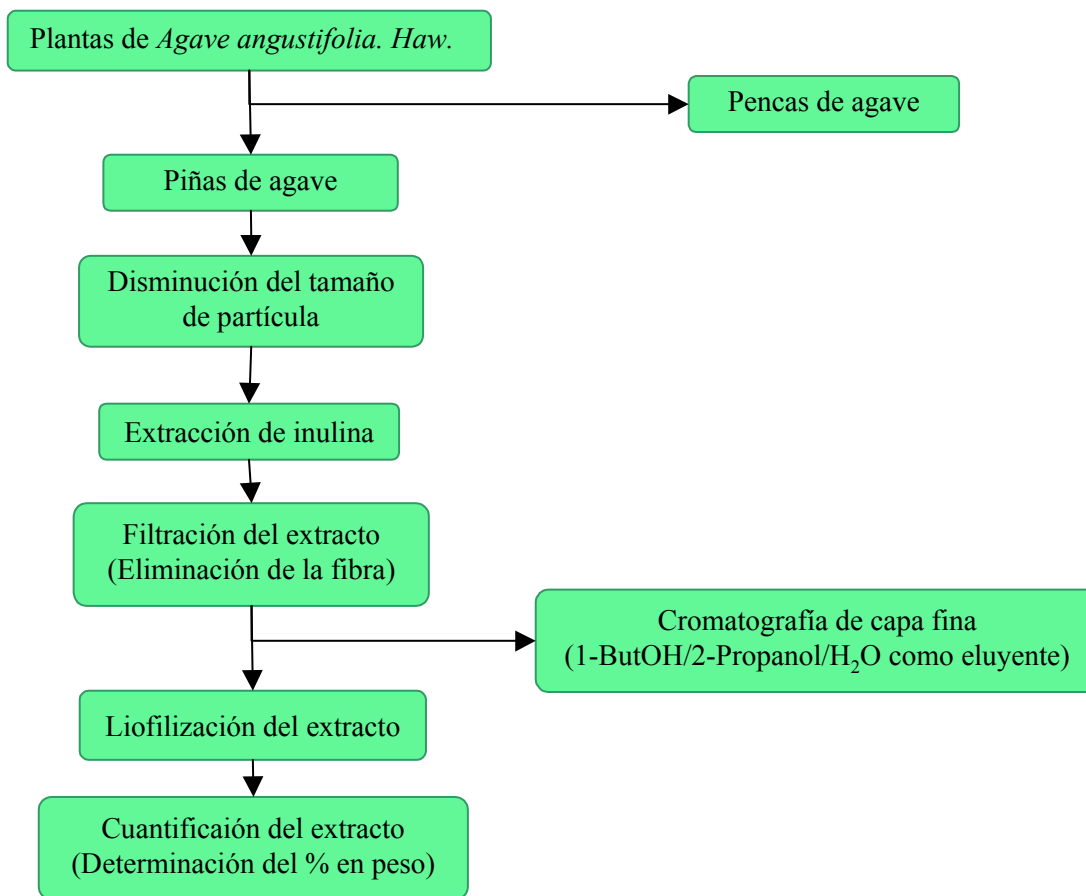 Plantas de Agave angustifolia. Haw.
Pencas de agave
Piñas de agave
Disminución del tamaño
de partícula
Extracción de inulina
Filtración del extracto
(Eliminación de la fibra)
Cromatografía de capa fina
(1-ButOH/2-Propanol/H₂O como eluyente)
Liofilización del extracto
Cuantificaión del extracto
(Determinación del % en peso)